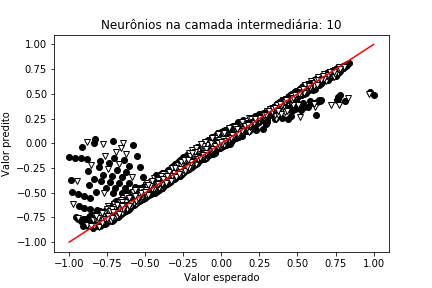 Neurônios na camada intermediária: 10
Valor predito
1.00
0.75
0.50
0.25
0.00
−0.25
−0.50
−0.75
−1.00
−1.00 −0.75 −0.50 −0.25 0.00 0.25 0.50 0.75 1.00
Valor esperado